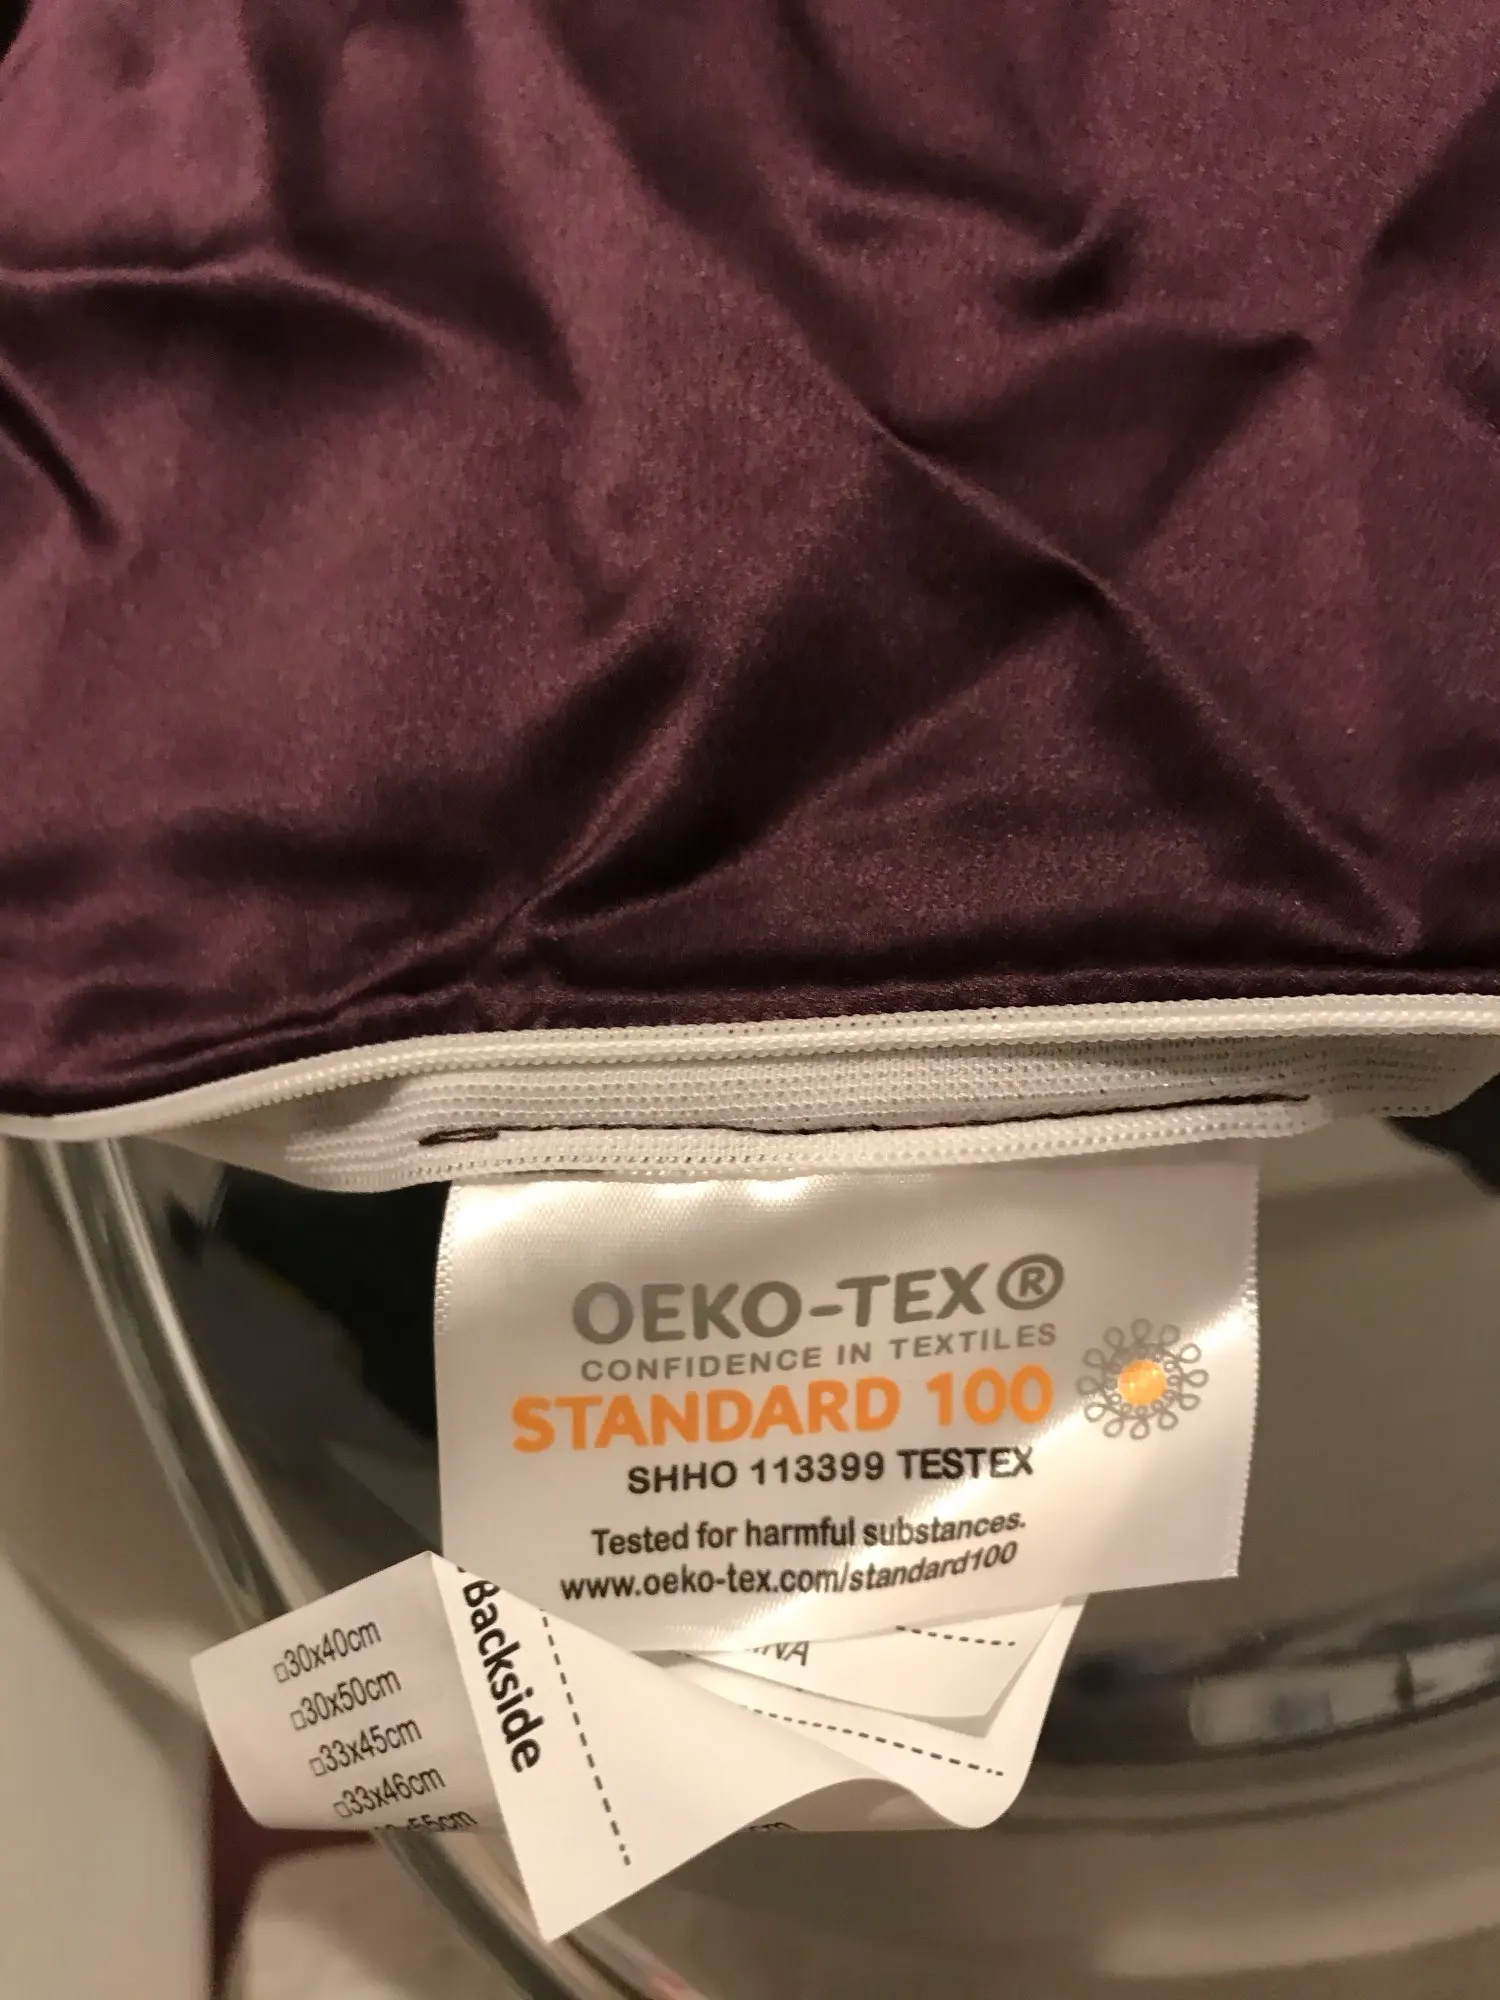 OEKO-TEX®
CONFIDENCE IN TEXTILES
STANDARD 100
SHHO 113399 TESTEX
Tested for harmful substances.
www.oeko-tex.com/standard100
Backside
□30x40cm
□30x50cm
□33x45cm
□33x46cm